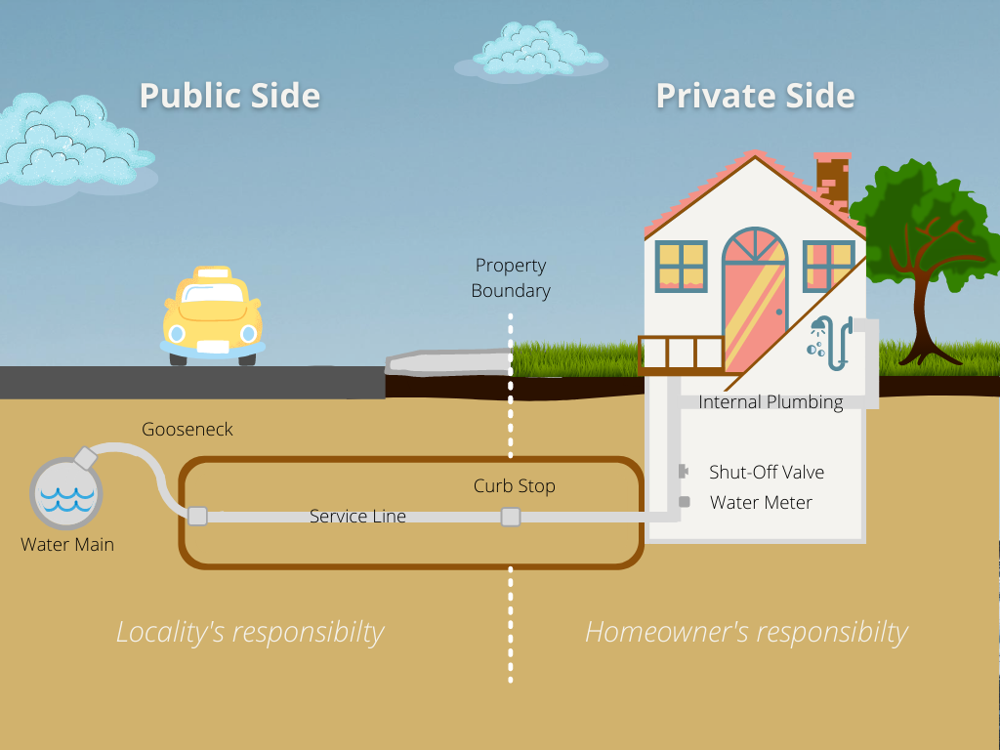 Public Side
Private Side
Property
Boundary
Internal Plumbing
Gooseneck
Shut-Off Valve
Curb Stop
Water Meter
Service Line
Water Main
Locality's responsibilty
Homeowner's responsibilty